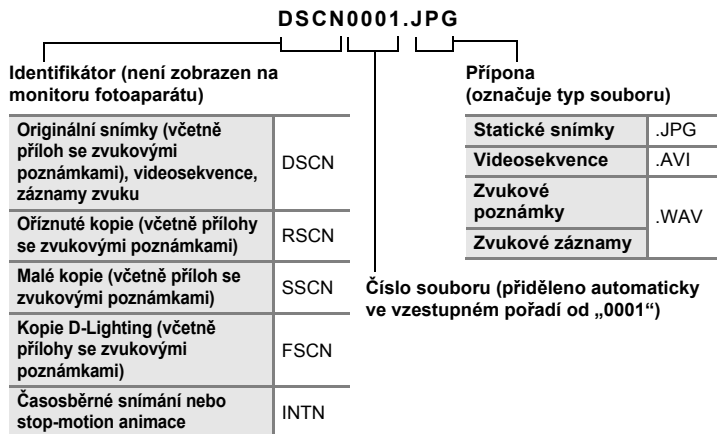 DSCN0001.JPG
Identifikátor (není zobrazen na
monitoru fotoaparátu)
Originální snímky (včetně
příloh se zvukovými
poznámkami), videosekvence,
záznamy zvuku
DSCN
Oříznuté kopie (včetně přílohy
se zvukovými poznámkami)
RSCN
Malé kopie (včetně příloh se
zvukovými poznámkami)
SSCN
Kopie D-Lighting (včetně
přílohy se zvukovými
poznámkami)
FSCN
Časosběrné snímání nebo
stop-motion animace
INTN
Přípona
(označuje typ souboru)
Statické snímky
.JPG
Videosekvence
.AVI
Zvukové
poznámky
.WAV
Zvukové záznamy
Číslo souboru (přiděleno automaticky
ve vzestupném pořadí od „0001“)